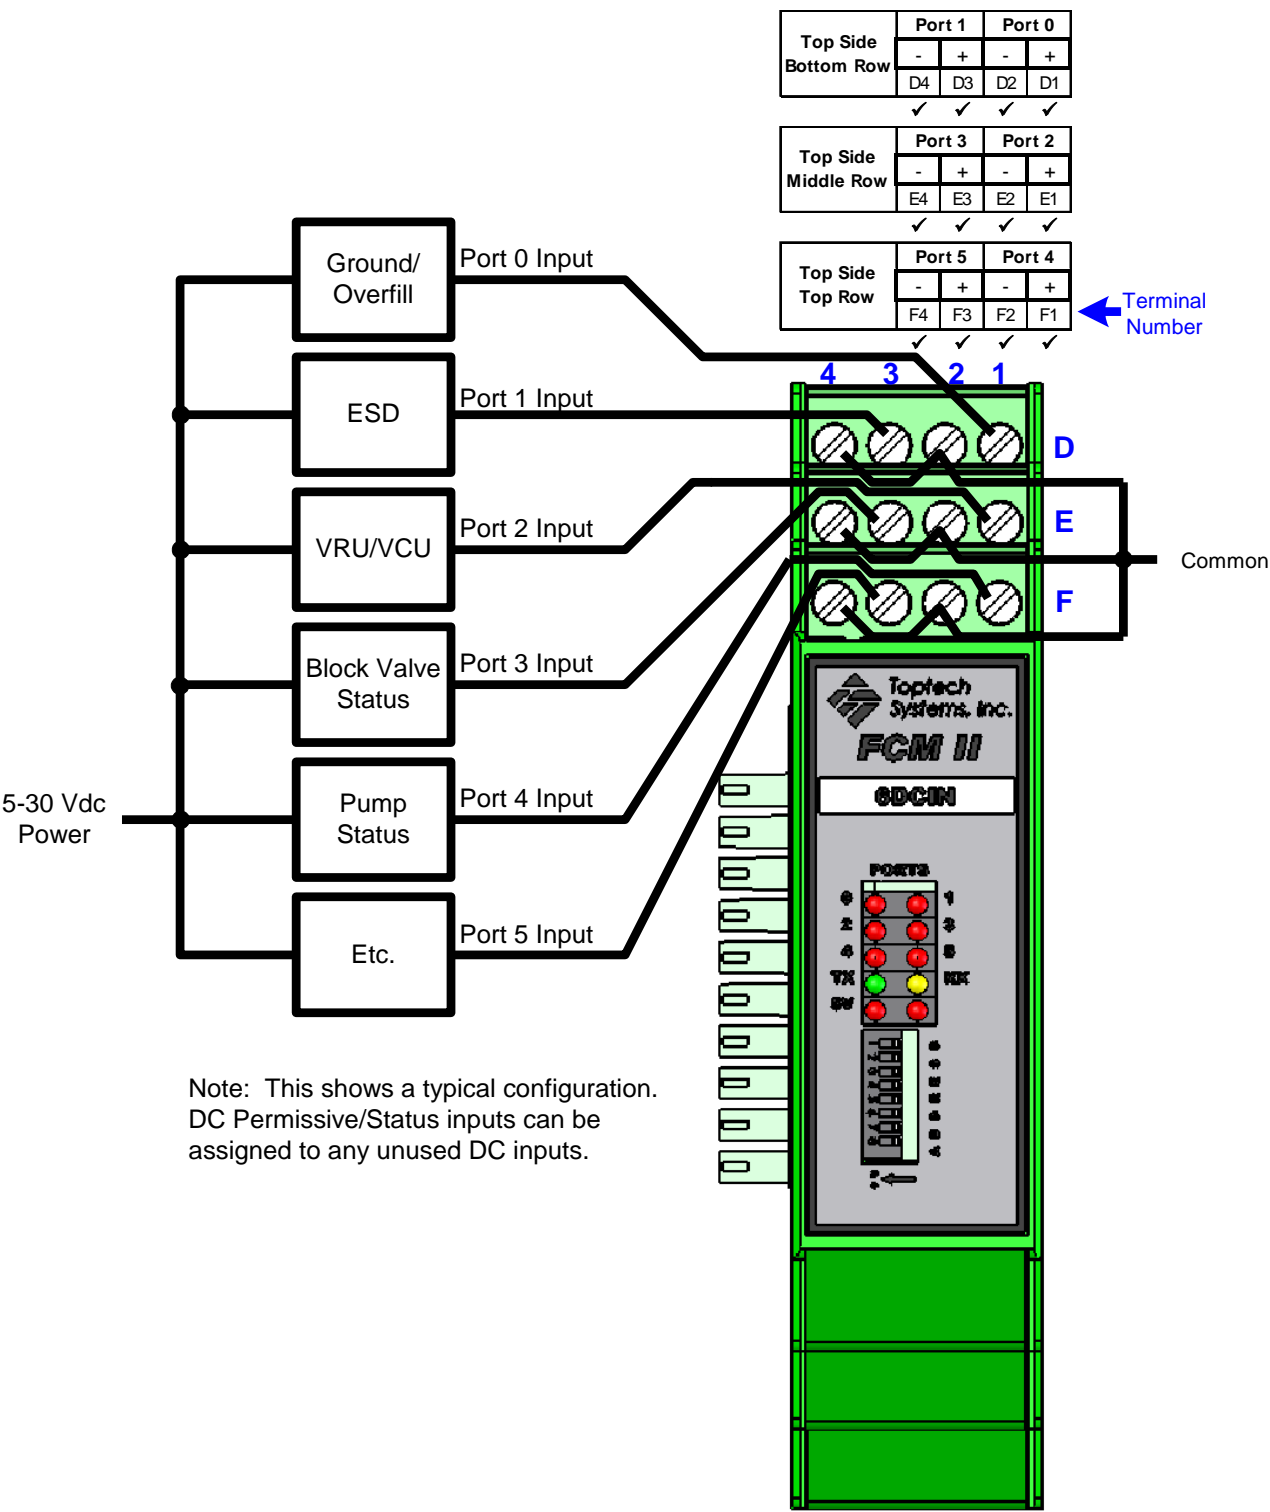 Port 1 Port 0
Top Side
Bottom Row
- + - +
D4 D3 D2 D1
✓ ✓ ✓ ✓
Port 3 Port 2
Top Side
Middle Row
- + - +
E4 E3 E2 E1
✓ ✓ ✓ ✓
Port 5 Port 4
Top Side
Top Row
- + - +
F4 F3 F2 F1
✓ ✓ ✓ ✓
Terminal
Number
Ground/
Overfill
Port 0 Input
4 3 2 1
ESD
Port 1 Input
D
VRU/VCU
Port 2 Input
E
Common
F
Block Valve
Status
Port 3 Input
Toptech
Systems, Inc.
FCM II
5-30 Vdc
Power
Pump
Status
Port 4 Input
6DCIN
Etc.
Port 5 Input
PORTS
0 1
2 3
4 5
TX RX
5V
Note: This shows a typical configuration.
DC Permissive/Status inputs can be
assigned to any unused DC inputs.